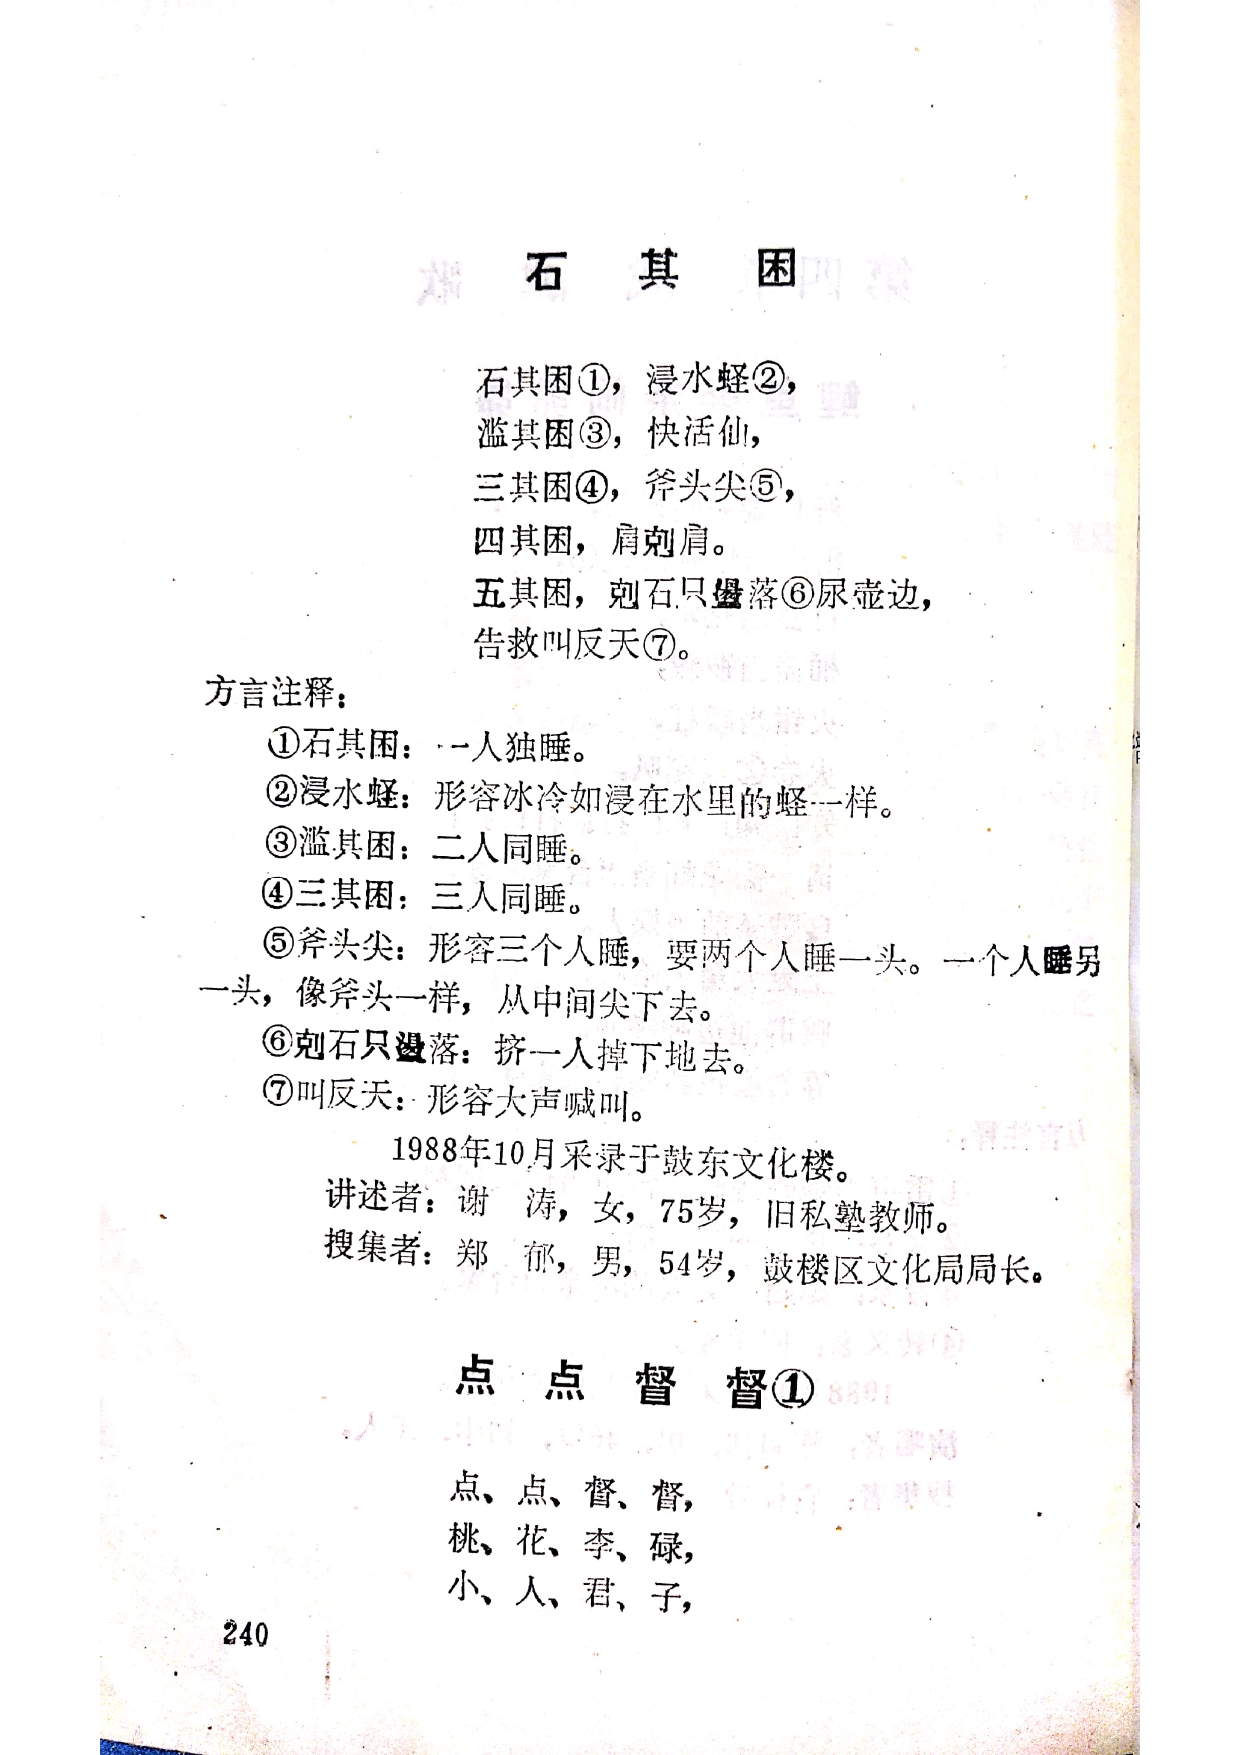 石其困
石其困①，浸水蛏②，
滥其困③，快活仙，
三其困④，斧头尖⑤，
四其困，肩剋肩。
五其困，剋石只落⑥尿壶边，
告救叫反天⑦。
方言注释：
①石其困：一人独睡。
②浸水蛏：形容冰冷如浸在水里的蛏一样。
③滥其困：二人同睡。
④三其困：三人同睡。
⑤斧头尖：形容三个人睡，要两个人睡一头。一个人睡另
一头，像斧头一样，从中间尖下去。
⑥剋石只落：挤一人掉下地去。
⑦叫反天：形容大声喊叫。
1988年10月采录于鼓东文化楼。
讲述者：谢　涛，女，75岁，旧私塾教师。
搜集者：郑　郁，男，54岁，鼓楼区文化局局长。
点点督督①
点、点、督、督，
桃、花、李、碌，
小、人、君、子，
240